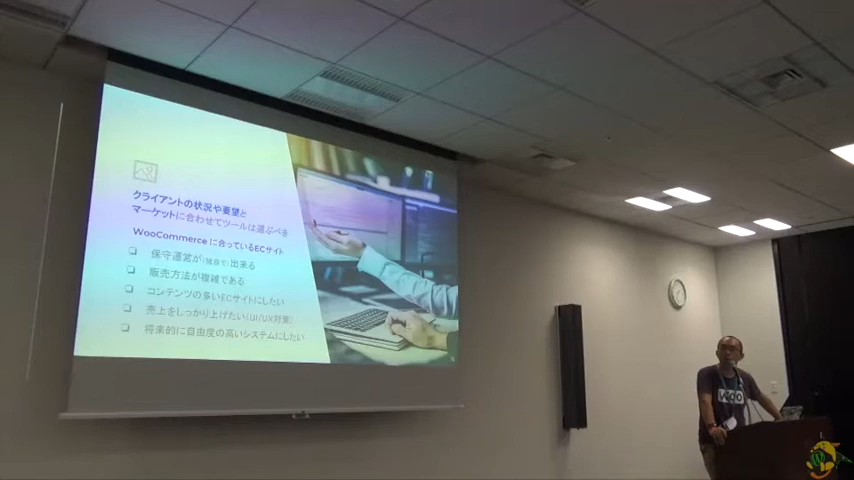 クライアントの状況や要望と
マーケットに合わせてツールは選ぶべき
WooCommerce に合っているECサイト
保守運営が（独自で）出来る
販売方法が複雑である
コンテンツの多いECサイトにしたい
売上をしっかり上げたい（UI/UX対策）
将来的に自由度の高いシステムにしたい
WOO